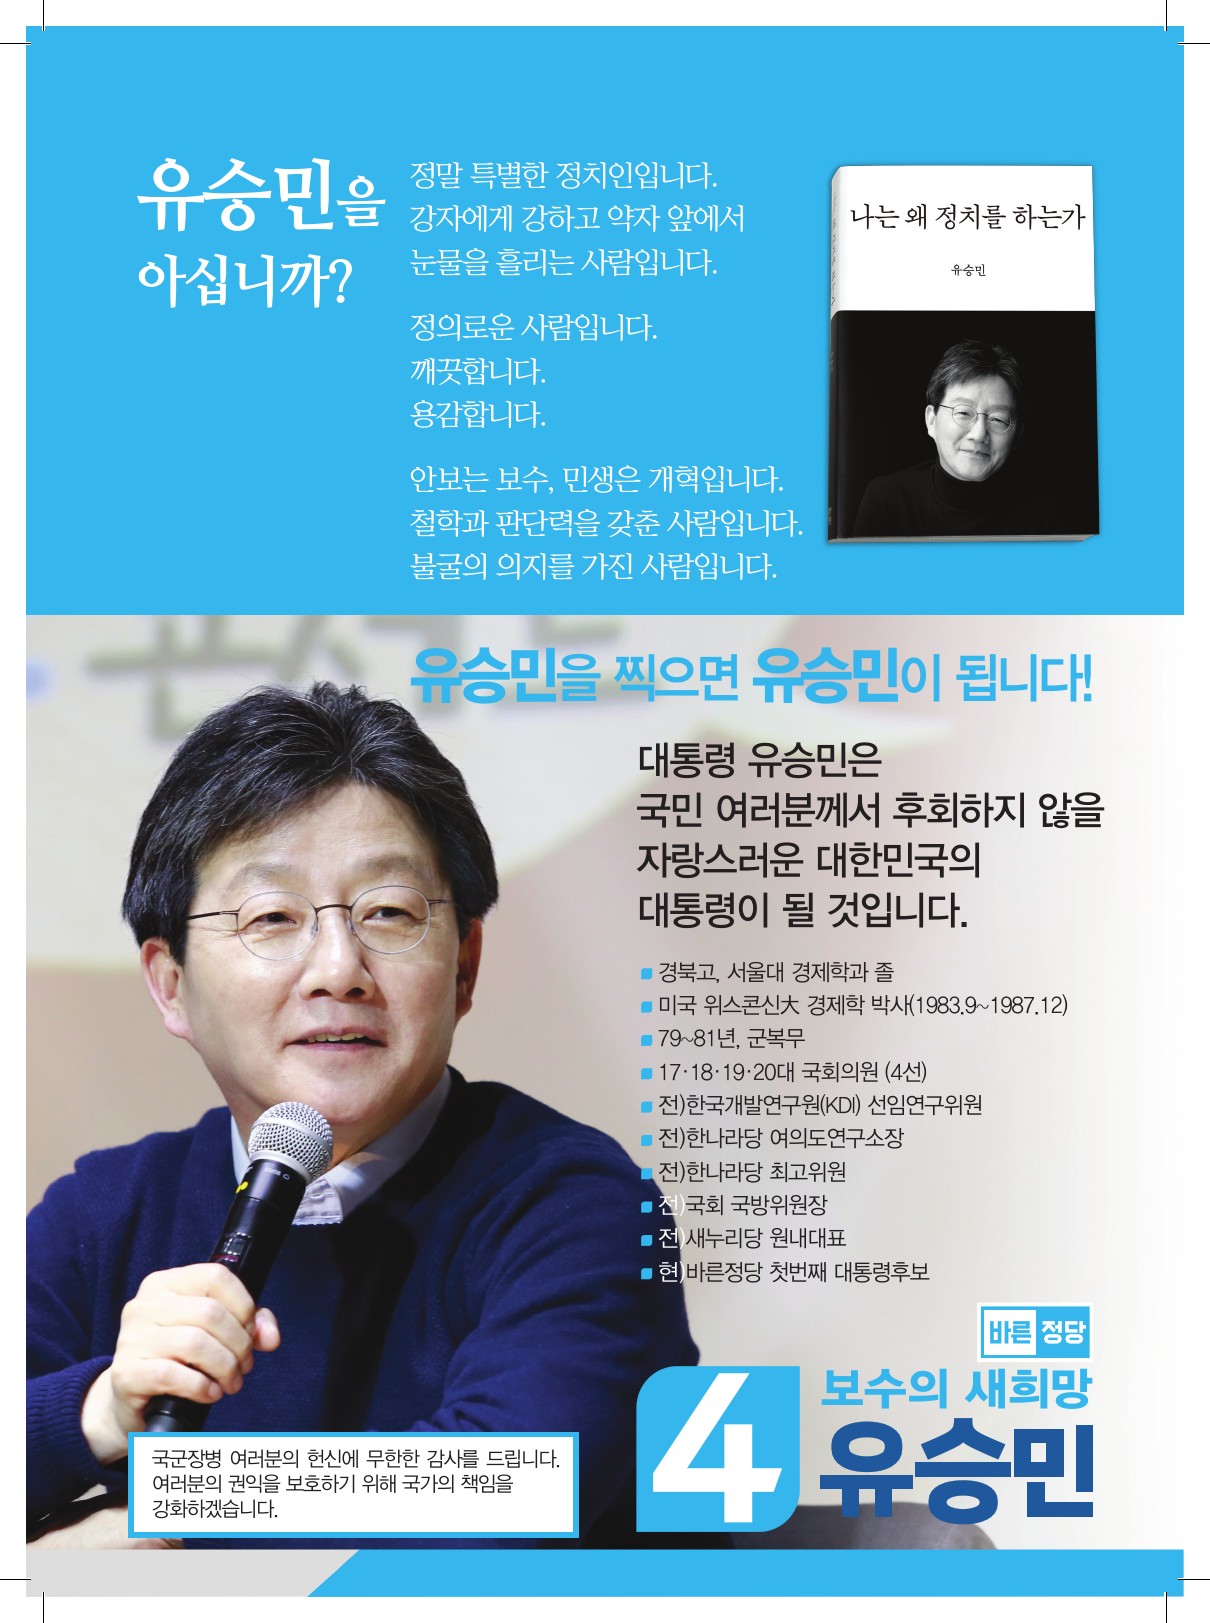 유승민을
아십니까?
정말 특별한 정치인입니다.
강자에게 강하고 약자 앞에서
눈물을 흘리는 사람입니다.
정의로운 사람입니다.
깨끗합니다.
용감합니다.
안보는 보수, 민생은 개혁입니다.
철학과 판단력을 갖춘 사람입니다.
불굴의 의지를 가진 사람입니다.
나는 왜 정치를 하는가
유승민
유승민을 찍으면 유승민이 됩니다!
대통령 유승민은
국민 여러분께서 후회하지 않을
자랑스러운 대한민국의
대통령이 될 것입니다.
경북고, 서울대 경제학과 졸
미국 위스콘신大 경제학 박사(1983.9~1987.12)
79~81년, 군복무
17·18·19·20대 국회의원 (4선)
전)한국개발연구원(KDI) 선임연구위원
전)한나라당 여의도연구소장
전)한나라당 최고위원
전)국회 국방위원장
전)새누리당 원내대표
현)바른정당 첫번째 대통령후보
바른 정당
4
보수의 새희망
유승민
국군장병 여러분의 헌신에 무한한 감사를 드립니다.
여러분의 권익을 보호하기 위해 국가의 책임을
강화하겠습니다.